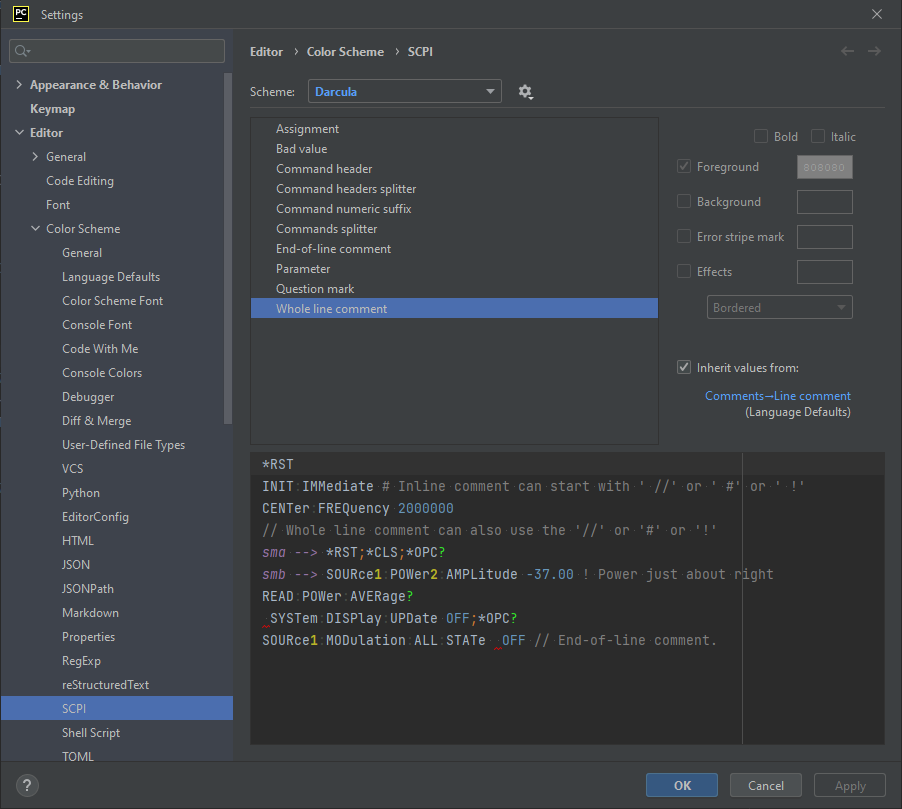 PC Settings
Editor › Color Scheme › SCPI
Scheme: Darcula
Appearance & Behavior
Keymap
Editor
General
Code Editing
Font
Color Scheme
General
Language Defaults
Color Scheme Font
Console Font
Code With Me
Console Colors
Debugger
Diff & Merge
User-Defined File Types
VCS
Python
EditorConfig
HTML
JSON
JSONPath
Markdown
Properties
RegExp
reStructuredText
SCPI
Shell Script
TOML
Assignment
Bad value
Command header
Command headers splitter
Command numeric suffix
Commands splitter
End-of-line comment
Parameter
Question mark
Whole line comment
Bold Italic
Foreground 808080
Background
Error stripe mark
Effects
Bordered
Inherit values from:
Comments→Line comment
(Language Defaults)
*RST
INIT:IMMediate # Inline comment can start with ' //' or ' #' or ' !'
CENTer:FREQuency 2000000
// Whole line comment can also use the '//' or '#' or '!'
sma --> *RST;*CLS;*OPC?
smb --> SOURce1:POWer2:AMPLitude -37.00 ! Power just about right
READ:POWer:AVERage?
SYSTem:DISPlay:UPDate OFF;*OPC?
SOURce1:MODulation:ALL:STATe OFF // End-of-line comment.
? OK Cancel Apply